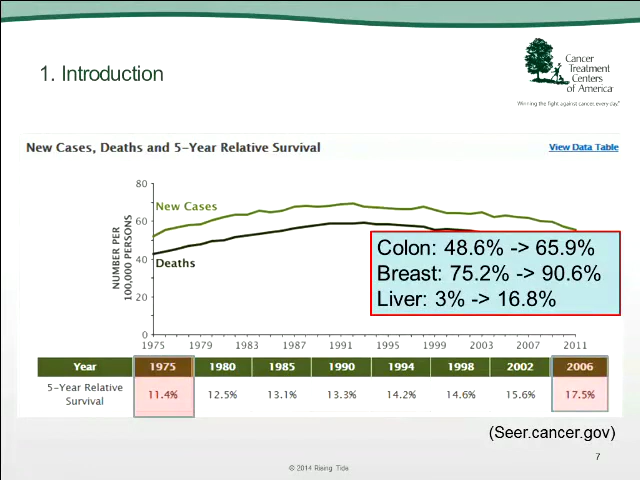 1. Introduction
Cancer
Treatment
Centers
of America®
Winning the fight against cancer, every day.®
New Cases, Deaths and 5-Year Relative Survival
View Data Table
NUMBER PER
100,000 PERSONS
80
60
40
20
0
New Cases
Deaths
Colon: 48.6% -> 65.9%
Breast: 75.2% -> 90.6%
Liver: 3% -> 16.8%
1975 1979 1983 1987 1991 1995 1999 2003 2007 2011
Year 1975 1980 1985 1990 1994 1998 2002 2006
5-Year Relative
Survival 11.4% 12.5% 13.1% 13.3% 14.2% 14.6% 15.6% 17.5%
(Seer.cancer.gov)
7
© 2014 Rising Tide